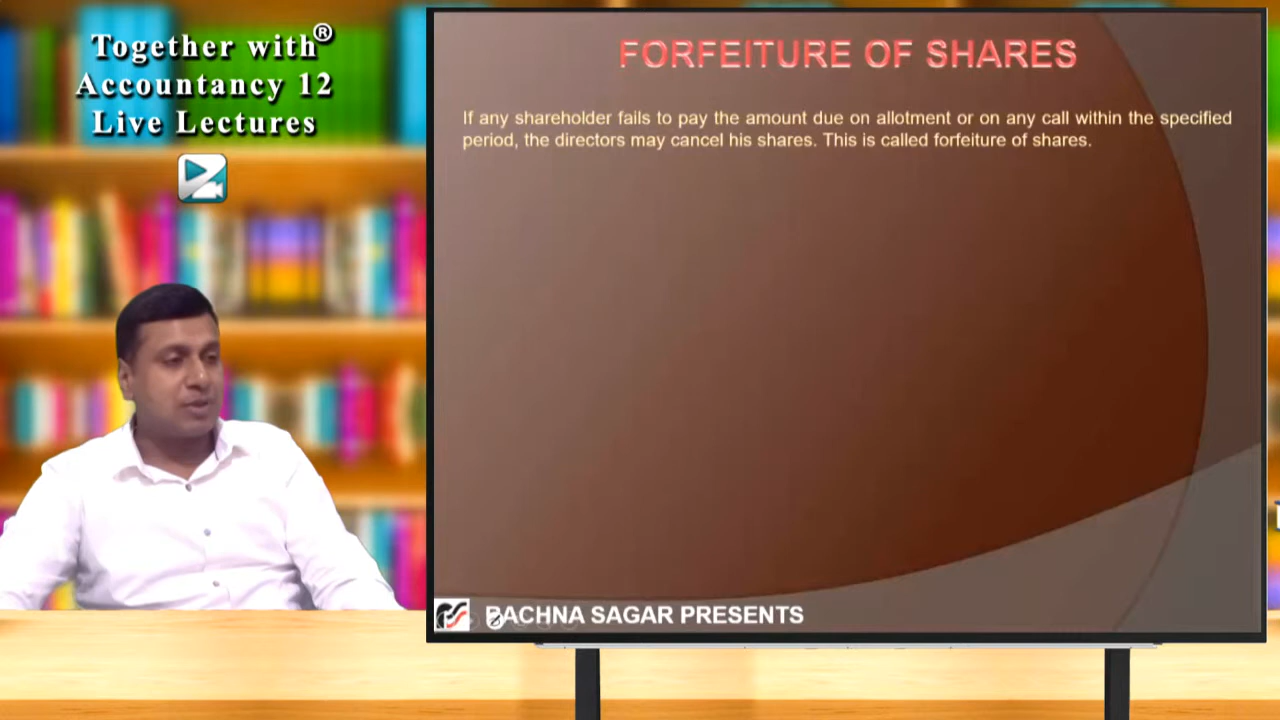 Together with®
Accountancy 12
Live Lectures
FORFEITURE OF SHARES
If any shareholder fails to pay the amount due on allotment or on any call within the specified
period, the directors may cancel his shares. This is called forfeiture of shares.
RACHNA SAGAR PRESENTS